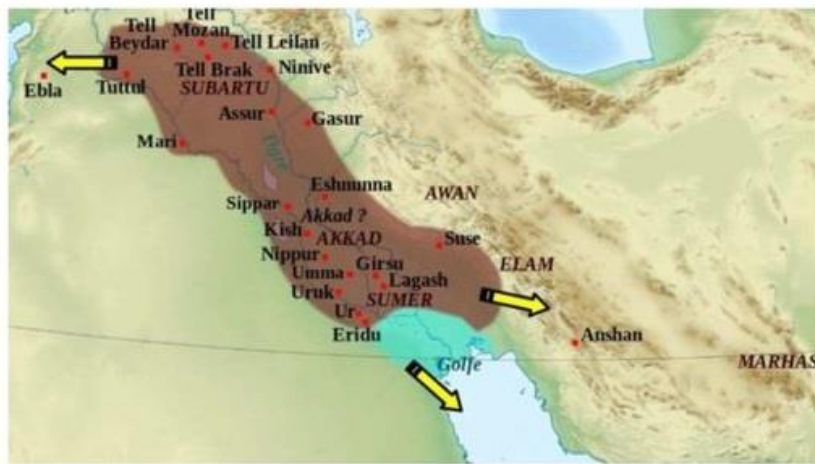 Tell
Tell
Mozan
Beydar
Tell Leilan
Tell Brak
Ninive
Ebla
Tuttul
SUBARTU
Assur
Gasur
Mari
Tigre
Eshnunna
AWAN
Sippar
Akkad ?
Kish
AKKAD
Suse
Nippur
ELAM
Umma
Girsu
Lagash
Uruk
SUMER
Ur
Eridu
Anshan
Golfe
MARHAS